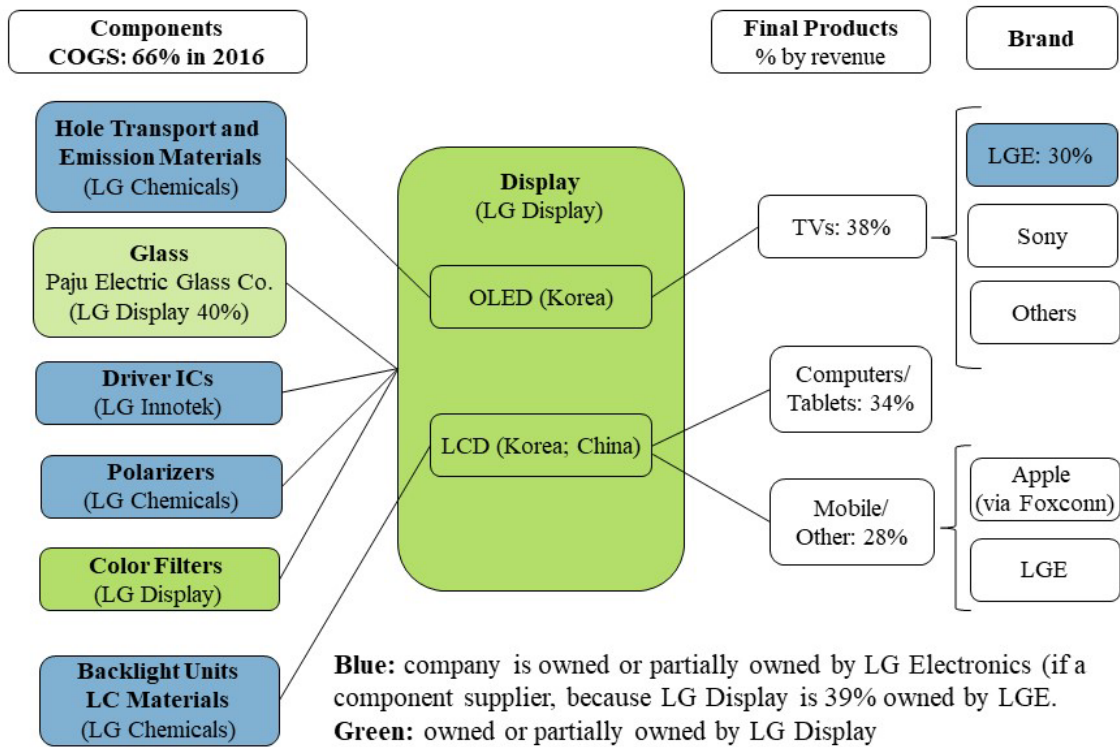 Components
COGS: 66% in 2016
Final Products
% by revenue
Brand
Hole Transport and
Emission Materials
(LG Chemicals)
Glass
Paju Electric Glass Co.
(LG Display 40%)
Driver ICs
(LG Innotek)
Polarizers
(LG Chemicals)
Color Filters
(LG Display)
Backlight Units
LC Materials
(LG Chemicals)
Display
(LG Display)
OLED (Korea)
LCD (Korea; China)
TVs: 38%
Computers/
Tablets: 34%
Mobile/
Other: 28%
LGE: 30%
Sony
Others
Apple
(via Foxconn)
LGE
Blue: company is owned or partially owned by LG Electronics (if a
component supplier, because LG Display is 39% owned by LGE.
Green: owned or partially owned by LG Display